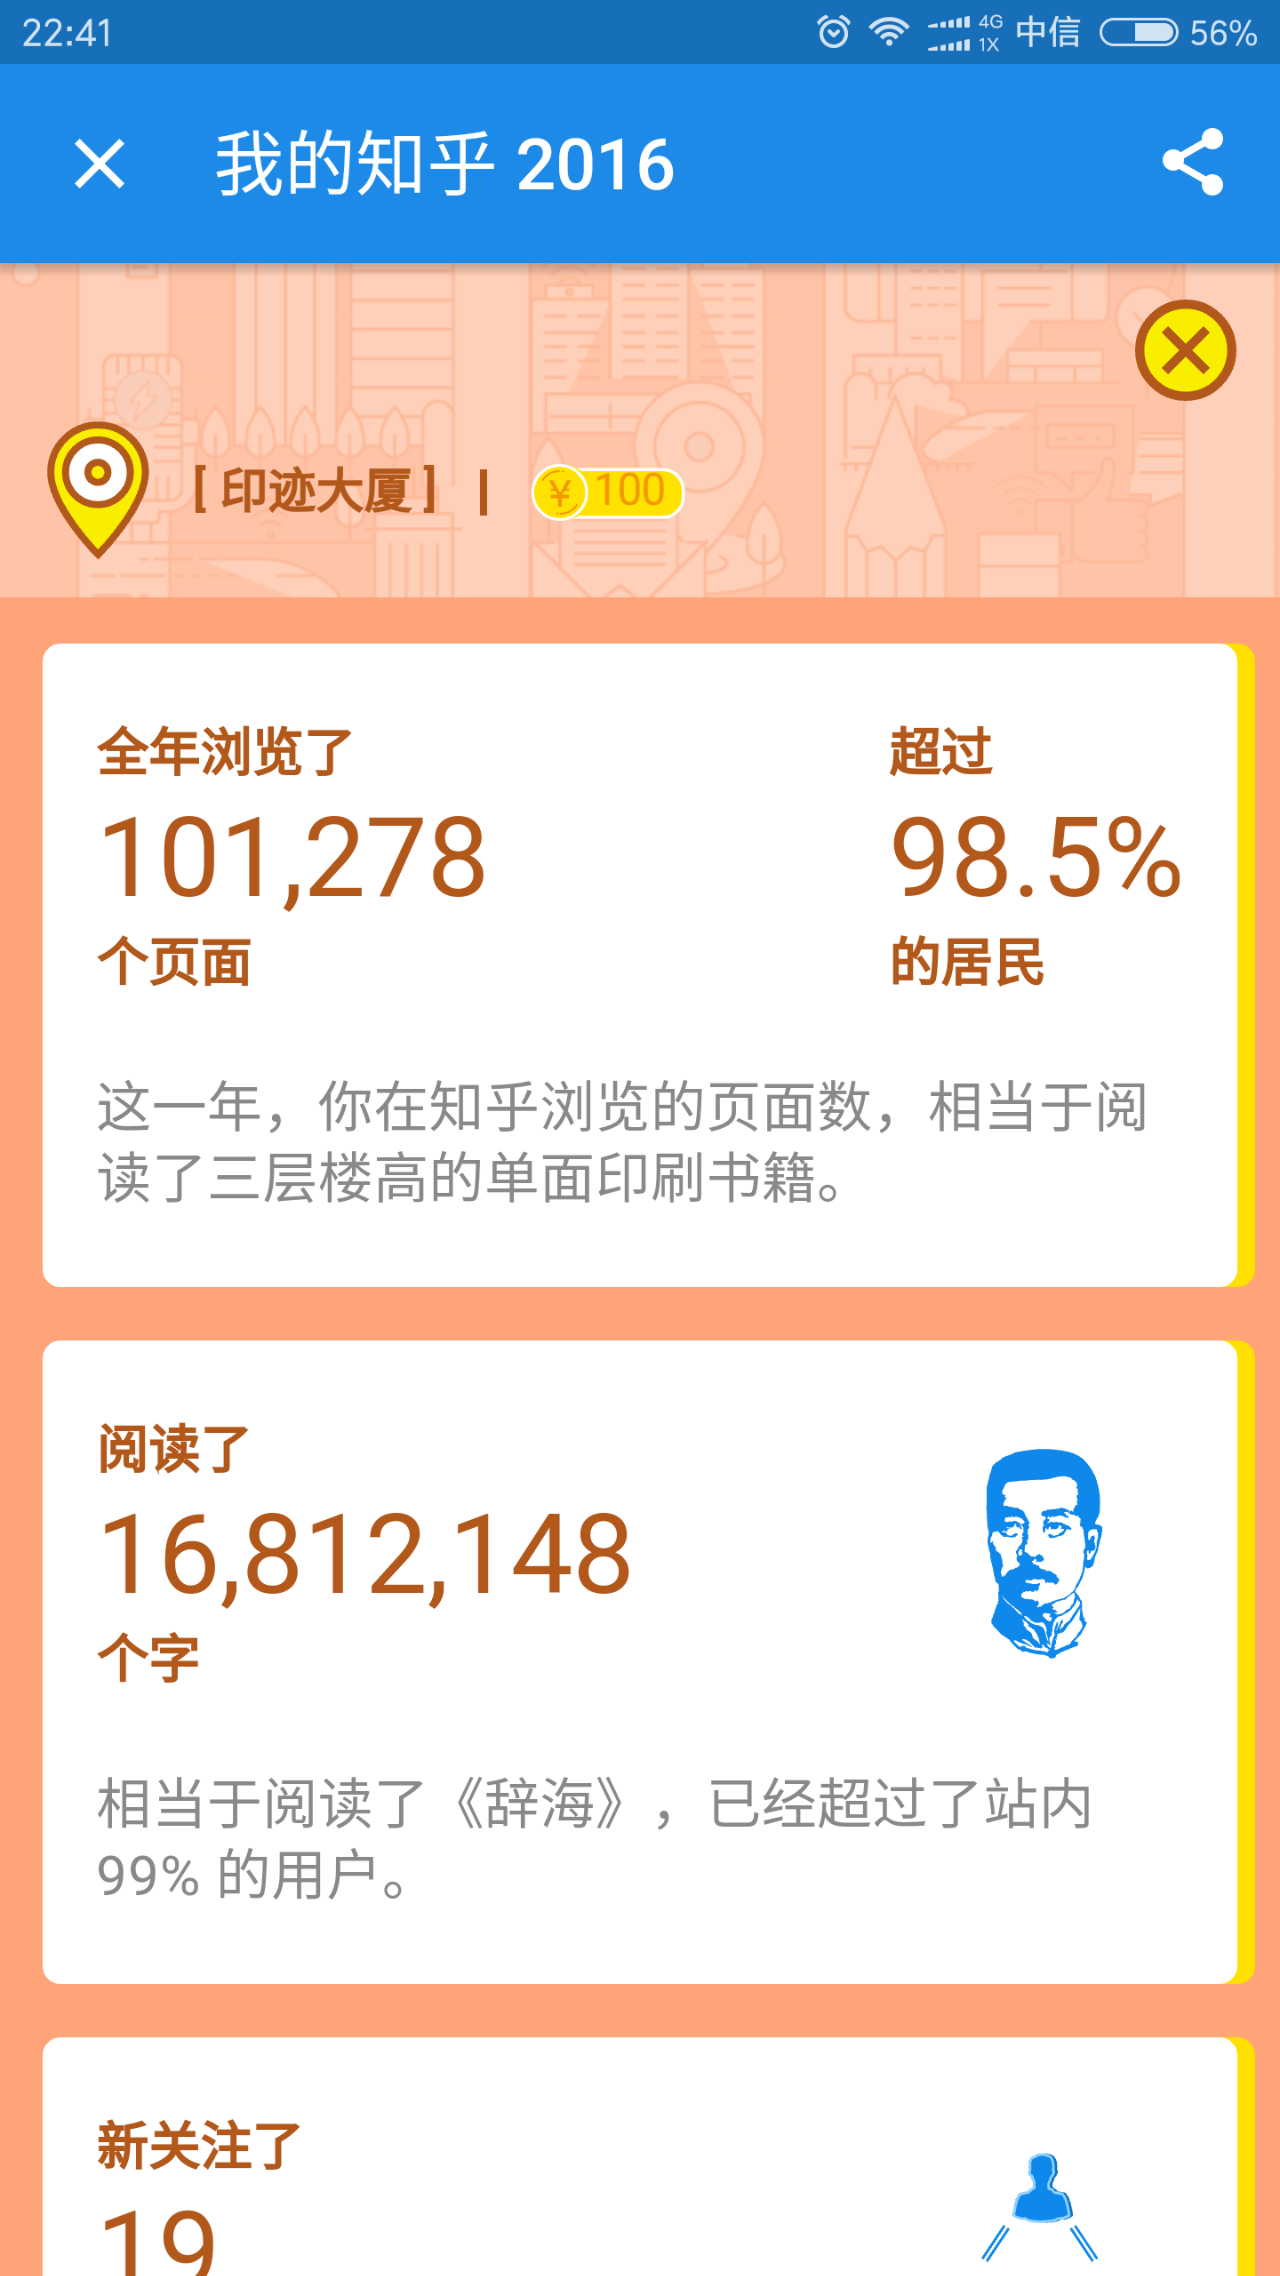 22:41
4G
1X
中信
56%
我的知乎 2016
[ 印迹大厦 ] | ¥ 100
全年浏览了
101,278
个页面
超过
98.5%
的居民
这一年，你在知乎浏览的页面数，相当于阅
读了三层楼高的单面印刷书籍。
阅读了
16,812,148
个字
相当于阅读了《辞海》，已经超过了站内
99% 的用户。
新关注了
19